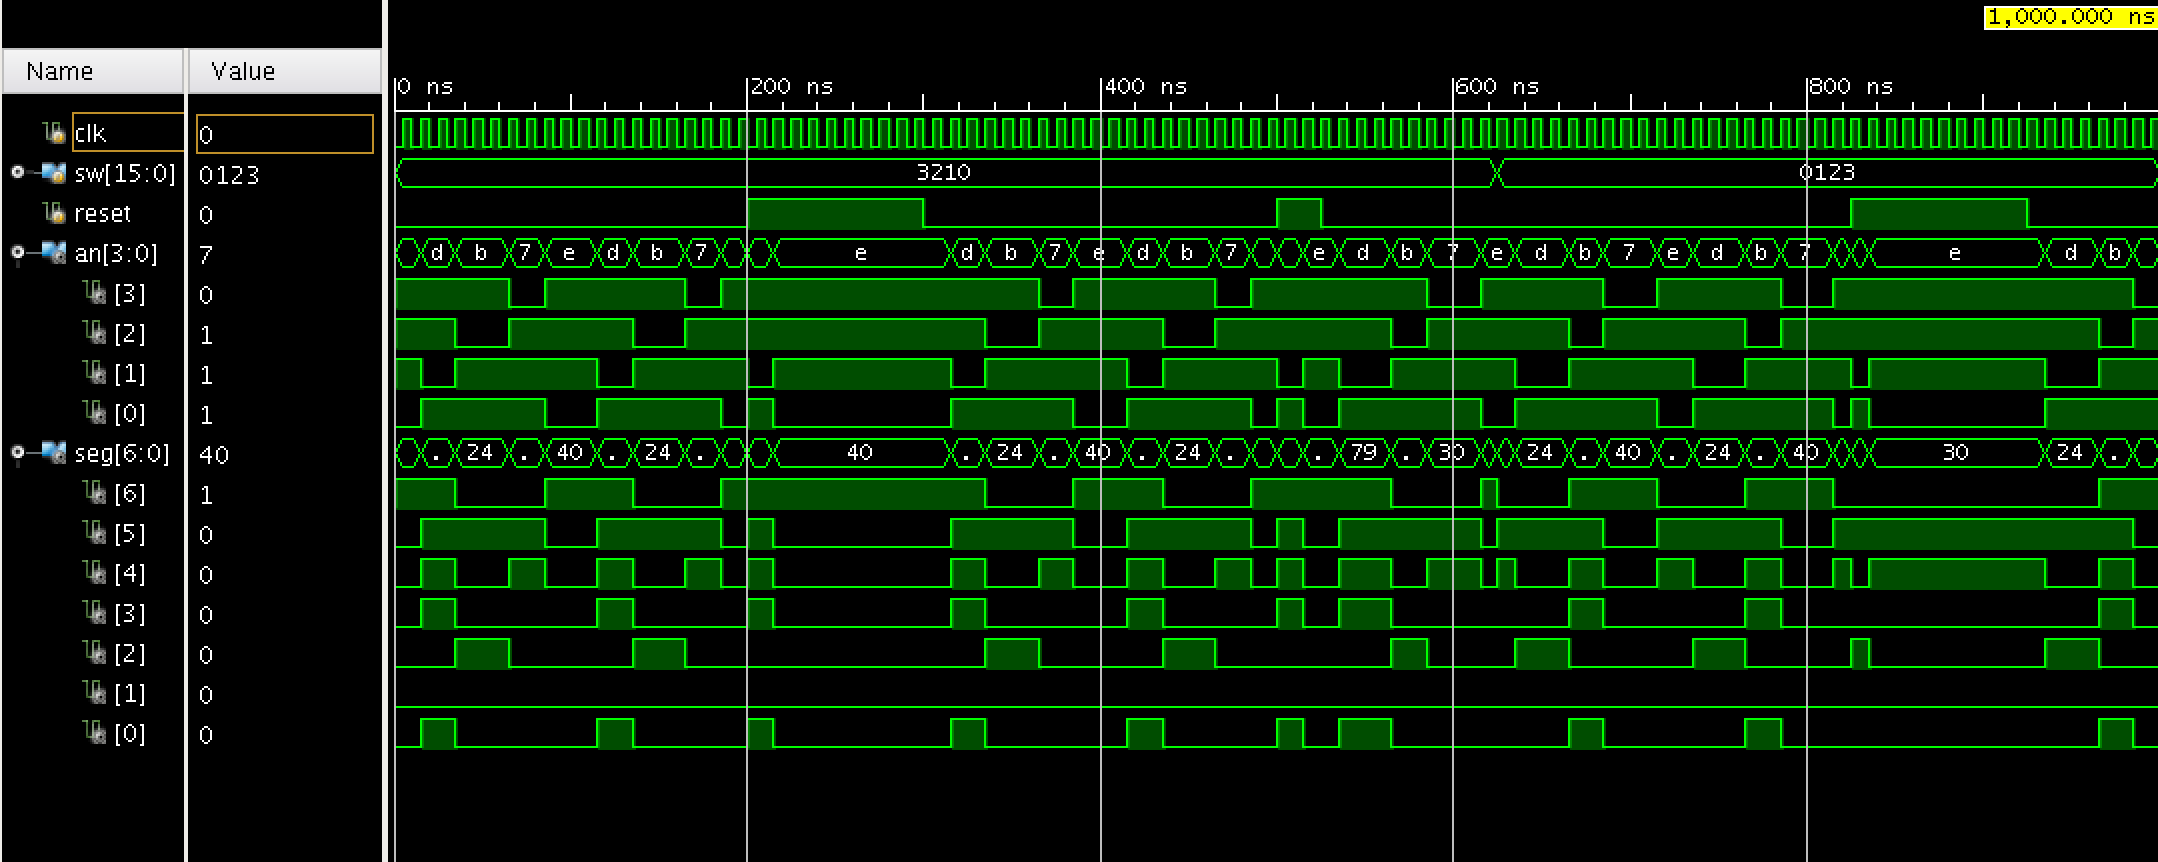 1,000.000 ns
Name Value
0 ns 200 ns 400 ns 600 ns 800 ns
clk 0
sw[15:0] 0123 3210 0123
reset 0
an[3:0] 7 d b 7 e d b 7 e d b 7 e d b 7 e d b 7 e d b 7 e d b 7 e d b
[3] 0
[2] 1
[1] 1
[0] 1
seg[6:0] 40 . 24 . 40 . 24 . 40 . 24 . 40 . 24 . . 79 . 30 24 . 40 . 24 . 40 30 24 .
[6] 1
[5] 0
[4] 0
[3] 0
[2] 0
[1] 0
[0] 0